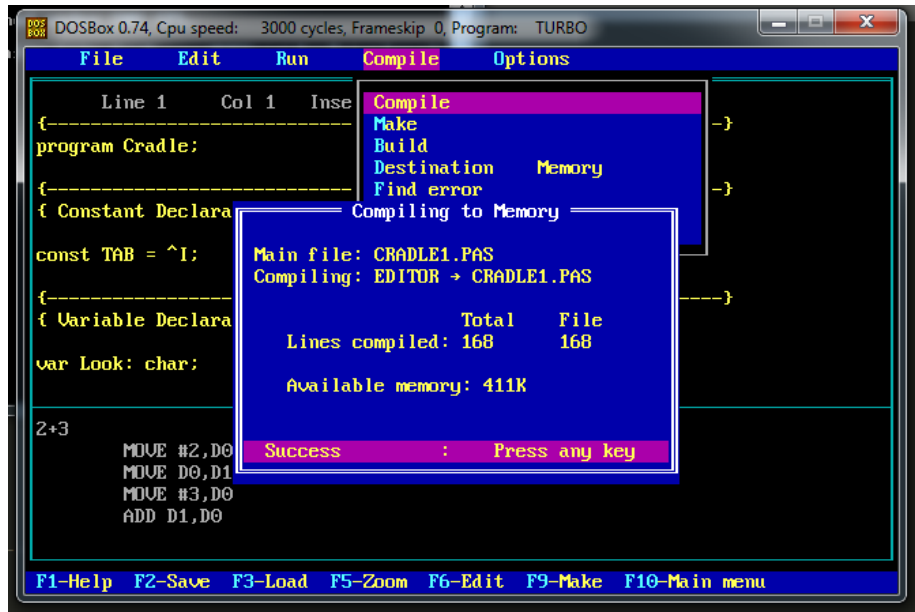 DOSBox 0.74, Cpu speed: 3000 cycles, Frameskip 0, Program: TURBO
File Edit Run Compile Options
Line 1 Col 1 Inse
Compile
Make
Build
Destination Memory
Find error
{---------------------------- -}
program Cradle;
{---------------------------- -}
{ Constant Declara
const TAB = ^I;
{----------------- ----}
{ Variable Declara
var Look: char;
Compiling to Memory
Main file: CRADLE1.PAS
Compiling: EDITOR → CRADLE1.PAS
Total File
Lines compiled: 168 168
Available memory: 411K
Success : Press any key
2+3
MOVE #2,D0
MOVE D0,D1
MOVE #3,D0
ADD D1,D0
F1-Help F2-Save F3-Load F5-Zoom F6-Edit F9-Make F10-Main menu